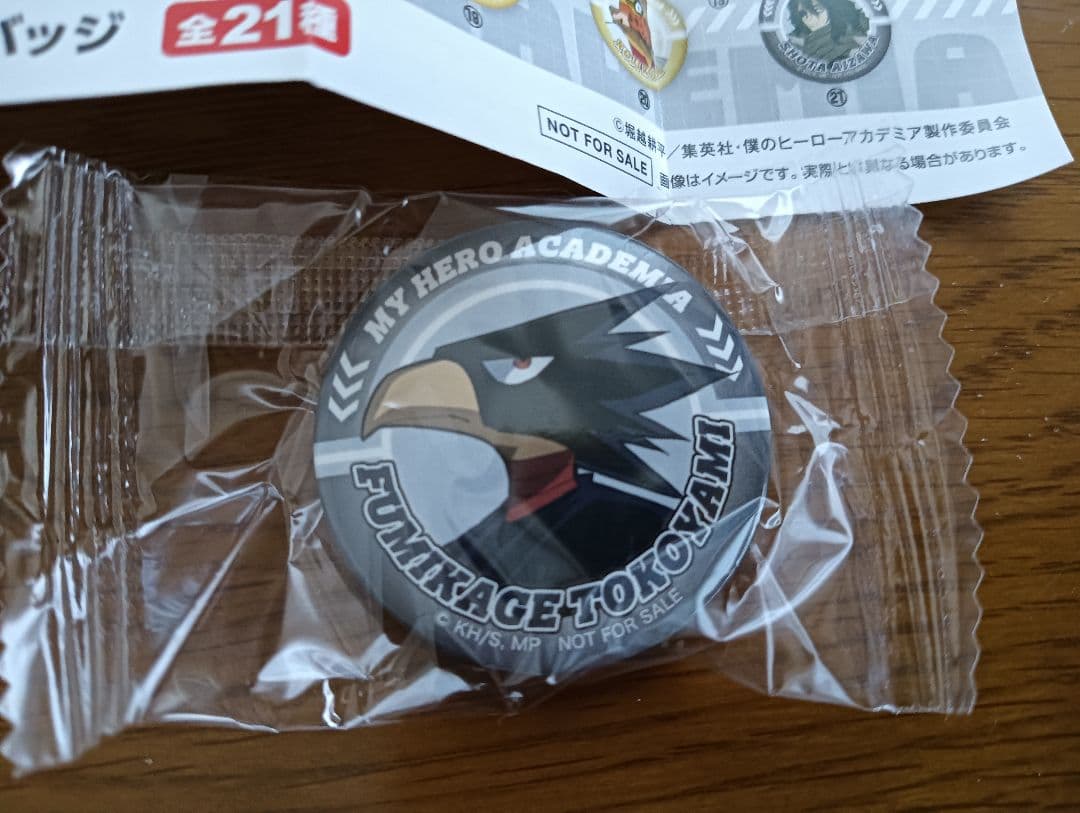 バッジ 全21種
⑲
⑳
SHOTA AIZAWA
㉑
NOT FOR SALE
©堀越耕平/集英社・僕のヒーローアカデミア製作委員会
画像はイメージです。実際とは異なる場合があります。
MY HERO ACADEMIA
FUMIKAGE TOKOYAMI
© KH/S, MP NOT FOR SALE